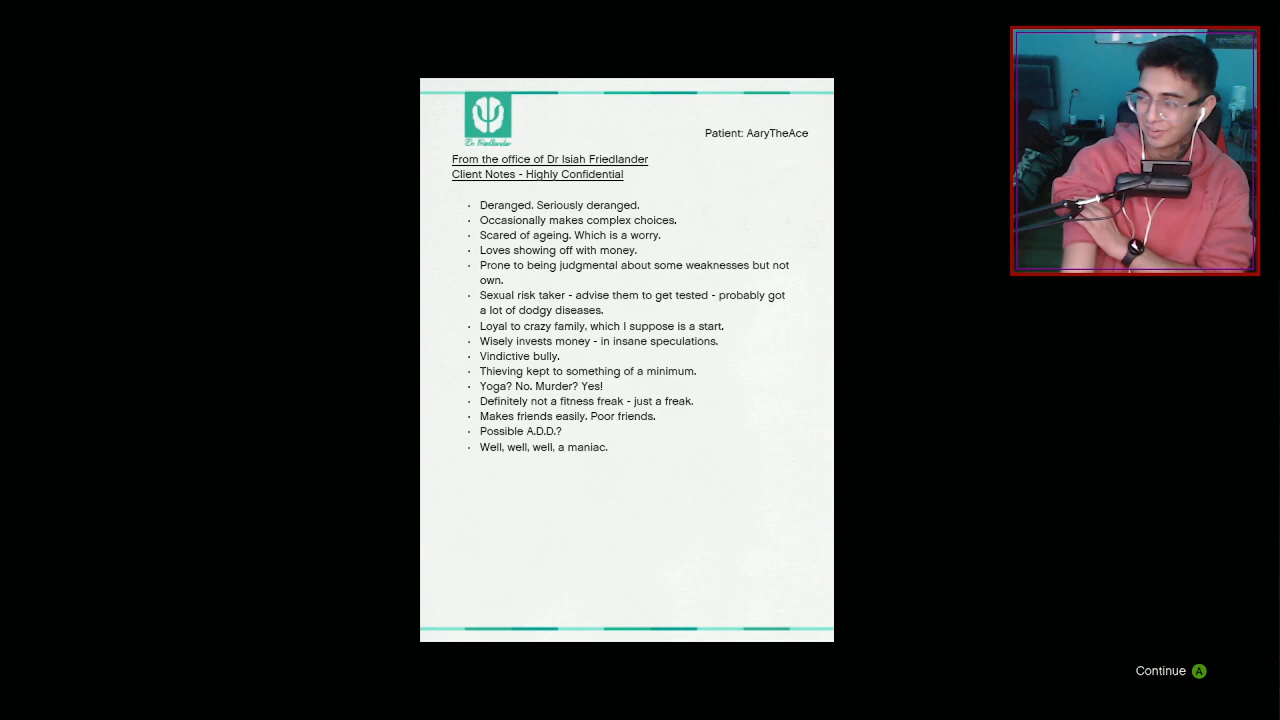 Dr. Friedlander
Patient: AaryTheAce
From the office of Dr Isiah Friedlander
Client Notes - Highly Confidential
· Deranged. Seriously deranged.
· Occasionally makes complex choices.
· Scared of ageing. Which is a worry.
· Loves showing off with money.
· Prone to being judgmental about some weaknesses but not
own.
· Sexual risk taker - advise them to get tested - probably got
a lot of dodgy diseases.
· Loyal to crazy family, which I suppose is a start.
· Wisely invests money - in insane speculations.
· Vindictive bully.
· Thieving kept to something of a minimum.
· Yoga? No. Murder? Yes!
· Definitely not a fitness freak - just a freak.
· Makes friends easily. Poor friends.
· Possible A.D.D.?
· Well, well, well, a maniac.
Continue A